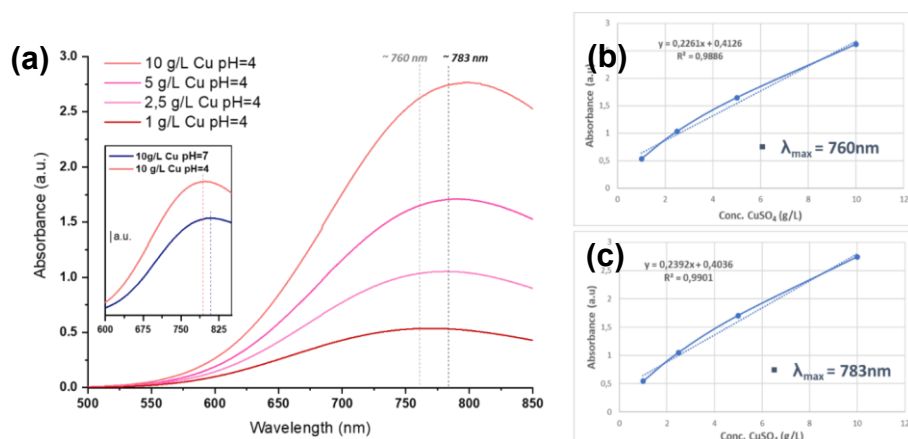 (a)
3.0
2.5
2.0
1.5
1.0
0.5
0.0
Absorbance (a.u.)
10 g/L Cu pH=4
5 g/L Cu pH=4
2,5 g/L Cu pH=4
1 g/L Cu pH=4
~ 760 nm
~ 783 nm
10g/L Cu pH=7
10 g/L Cu pH=4
a.u.
600 675 750 825
500 550 600 650 700 750 800 850
Wavelength (nm)
(b)
y = 0,2261x + 0,4126
R² = 0,9886
Absorbance (a.u)
3
2,5
2
1,5
1
0,5
0
λmax = 760nm
0 2 4 6 8 10 12
Conc. CuSO₄ (g/L)
(c)
y = 0,2392x + 0,4036
R² = 0,9901
Absorbance (a.u)
3
2,5
2
1,5
1
0,5
0
λmax = 783nm
0 2 4 6 8 10 12
Conc. CuSO₄ (g/L)